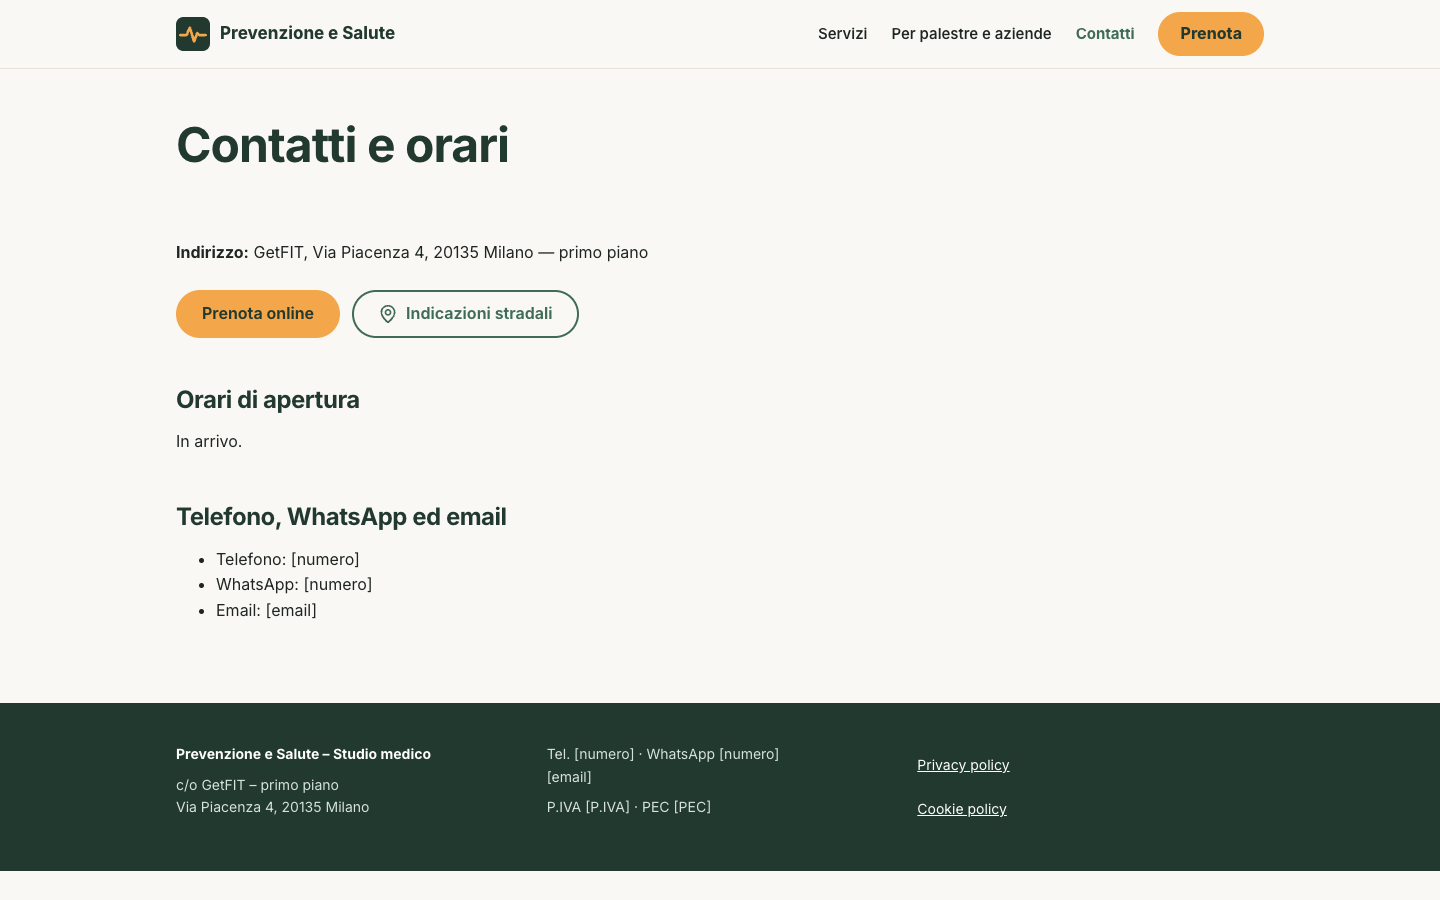 Prevenzione e Salute
Servizi
Per palestre e aziende
Contatti
Prenota
Contatti e orari
Indirizzo: GetFIT, Via Piacenza 4, 20135 Milano — primo piano
Prenota online
Indicazioni stradali
Orari di apertura
In arrivo.
Telefono, WhatsApp ed email
• Telefono: [numero]
• WhatsApp: [numero]
• Email: [email]
Prevenzione e Salute – Studio medico
c/o GetFIT – primo piano
Via Piacenza 4, 20135 Milano
Tel. [numero] · WhatsApp [numero]
[email]
P.IVA [P.IVA] · PEC [PEC]
Privacy policy
Cookie policy